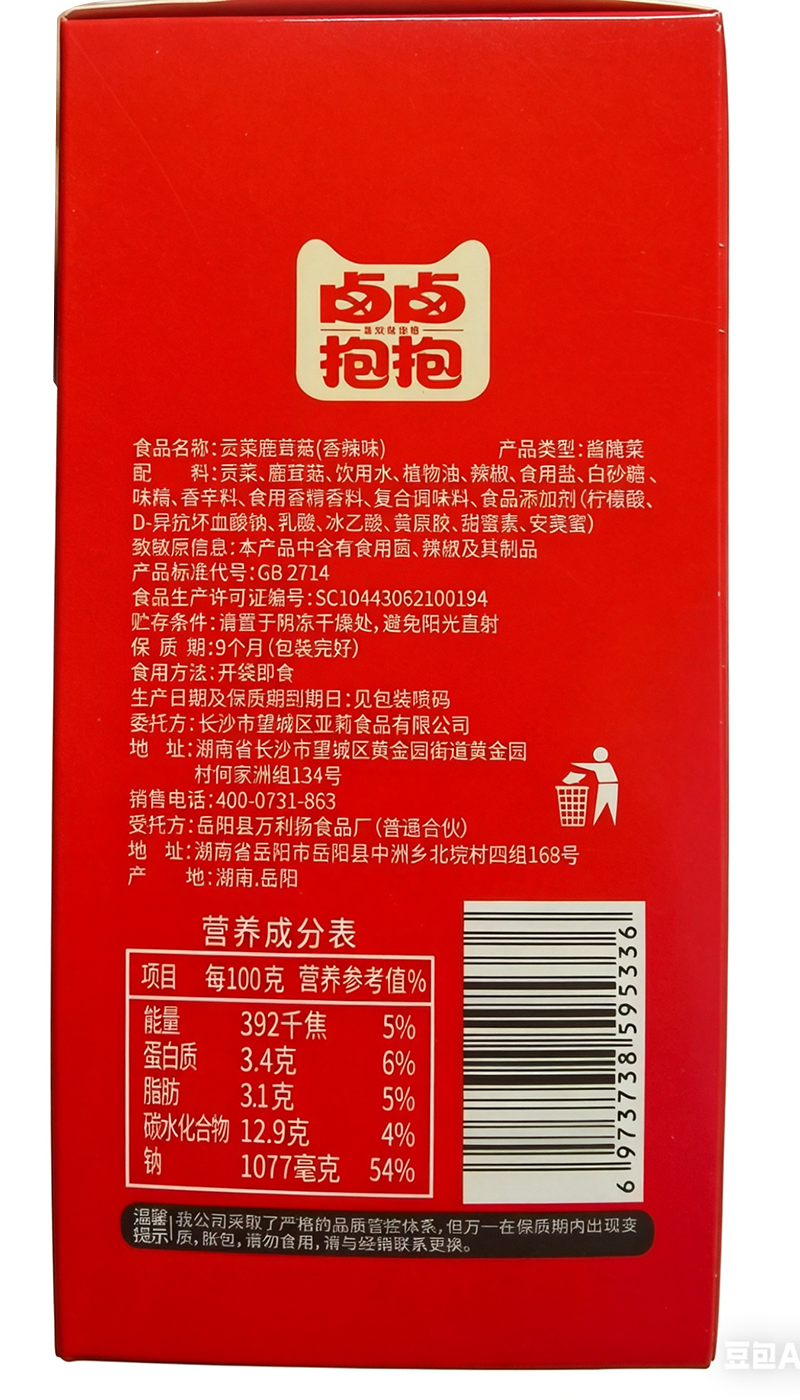 卤卤
喜欢就抱抱
抱抱
食品名称:贡菜鹿茸菇(香辣味) 产品类型:酱腌菜
配 料:贡菜、鹿茸菇、饮用水、植物油、辣椒、食用盐、白砂糖、
味精、香辛料、食用香精香料、复合调味料、食品添加剂(柠檬酸、
D-异抗坏血酸钠、乳酸、冰乙酸、黄原胶、甜蜜素、安赛蜜)
致敏原信息:本产品中含有食用菌、辣椒及其制品
产品标准代号:GB 2714
食品生产许可证编号:SC10443062100194
贮存条件:请置于阴凉干燥处,避免阳光直射
保 质 期:9个月(包装完好)
食用方法:开袋即食
生产日期及保质期到期日:见包装喷码
委托方:长沙市望城区亚莉食品有限公司
地 址:湖南省长沙市望城区黄金园街道黄金园
村何家洲组134号
销售电话:400-0731-863
受托方:岳阳县万利扬食品厂(普通合伙)
地 址:湖南省岳阳市岳阳县中洲乡北垸村四组168号
产 地:湖南.岳阳
营养成分表
项目 每100克 营养参考值%
能量 392千焦 5%
蛋白质 3.4克 6%
脂肪 3.1克 5%
碳水化合物 12.9克 4%
钠 1077毫克 54%
6 973738 595336
温馨提示 我公司采取了严格的品质管控体系,但万一在保质期内出现变
质,胀包,请勿食用,请与经销联系更换。
豆包A